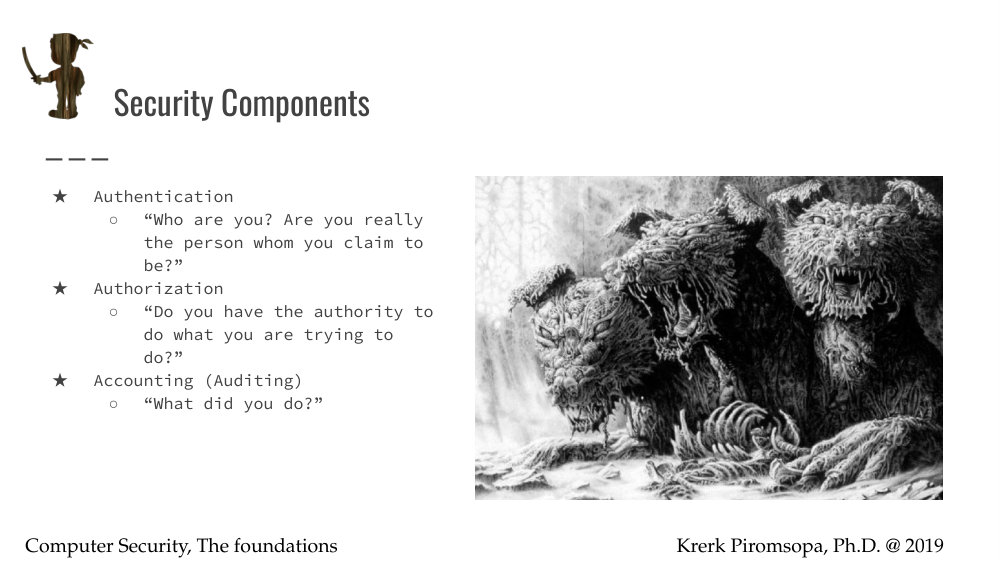 Security Components
★ Authentication
○ “Who are you? Are you really
the person whom you claim to
be?”
★ Authorization
○ “Do you have the authority to
do what you are trying to
do?”
★ Accounting (Auditing)
○ “What did you do?”
Computer Security, The foundations
Krerk Piromsopa, Ph.D. @ 2019